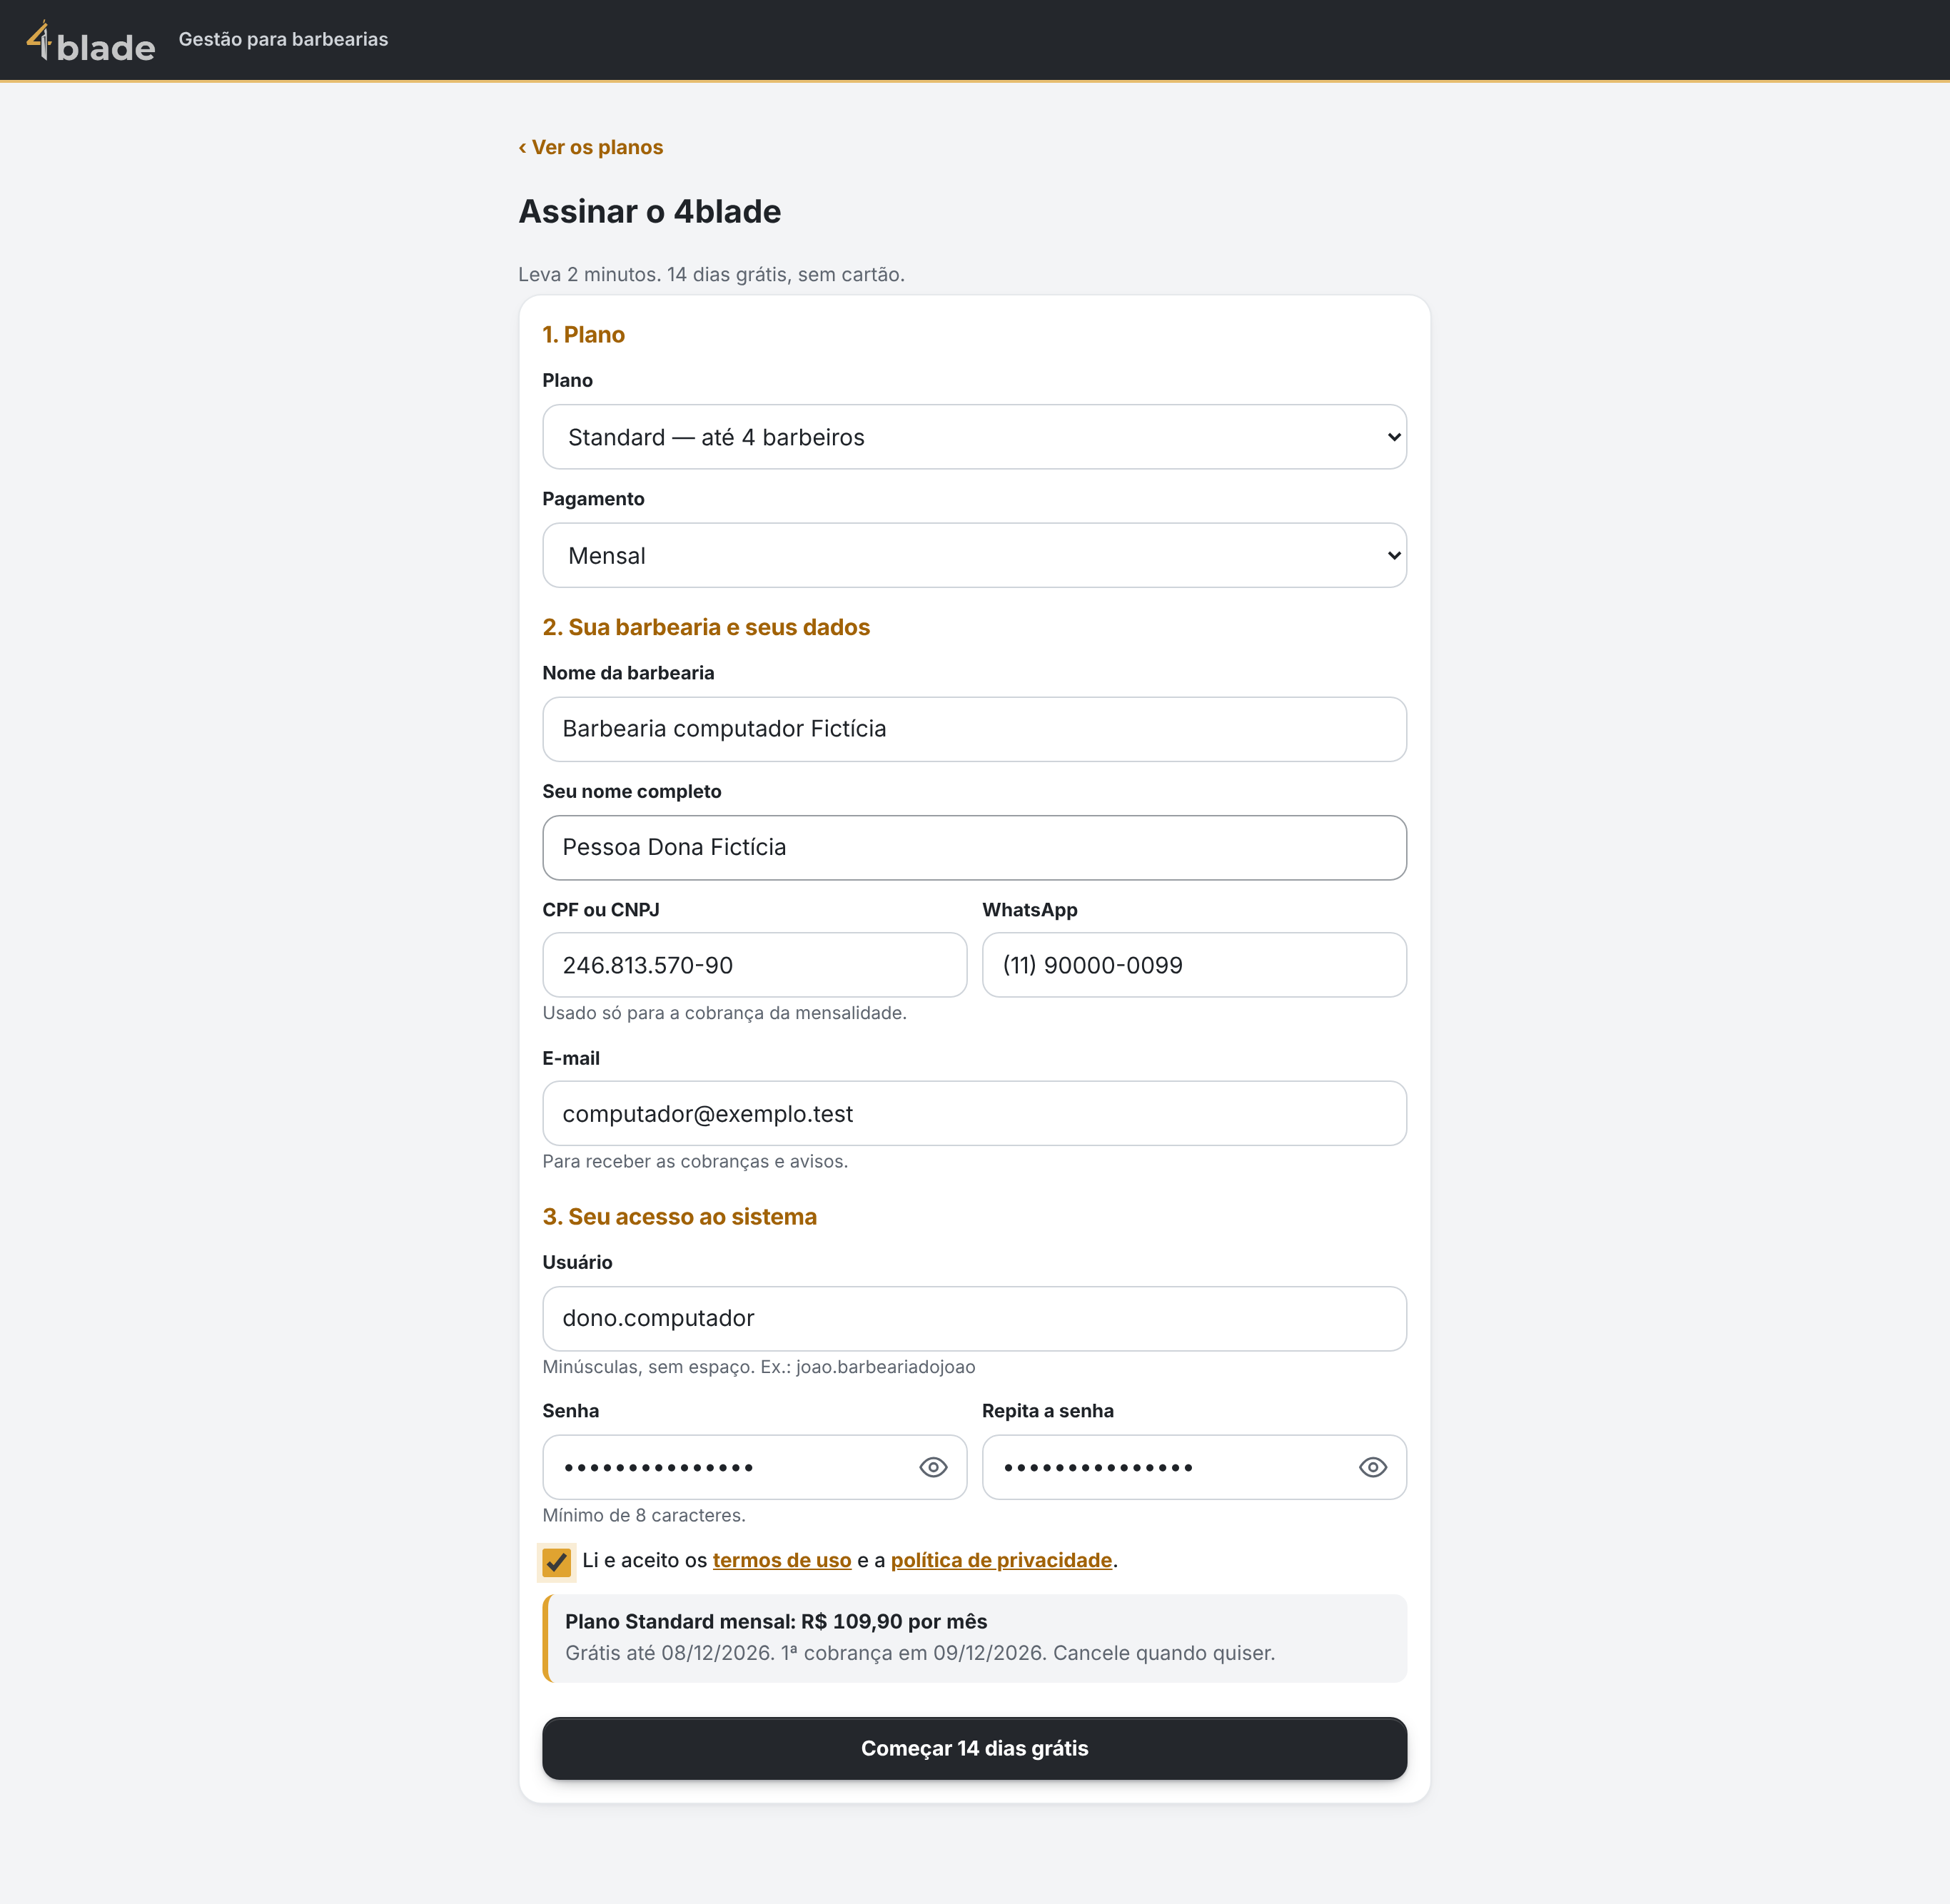 4blade Gestão para barbearias
‹ Ver os planos
Assinar o 4blade
Leva 2 minutos. 14 dias grátis, sem cartão.
1. Plano
Plano
Standard — até 4 barbeiros
Pagamento
Mensal
2. Sua barbearia e seus dados
Nome da barbearia
Barbearia computador Fictícia
Seu nome completo
Pessoa Dona Fictícia
CPF ou CNPJ
246.813.570-90
Usado só para a cobrança da mensalidade.
WhatsApp
(11) 90000-0099
E-mail
computador@exemplo.test
Para receber as cobranças e avisos.
3. Seu acesso ao sistema
Usuário
dono.computador
Minúsculas, sem espaço. Ex.: joao.barbeariadojoao
Senha
•••••••••••••••
Mínimo de 8 caracteres.
Repita a senha
•••••••••••••••
Li e aceito os termos de uso e a política de privacidade.
Plano Standard mensal: R$ 109,90 por mês
Grátis até 08/12/2026. 1ª cobrança em 09/12/2026. Cancele quando quiser.
Começar 14 dias grátis